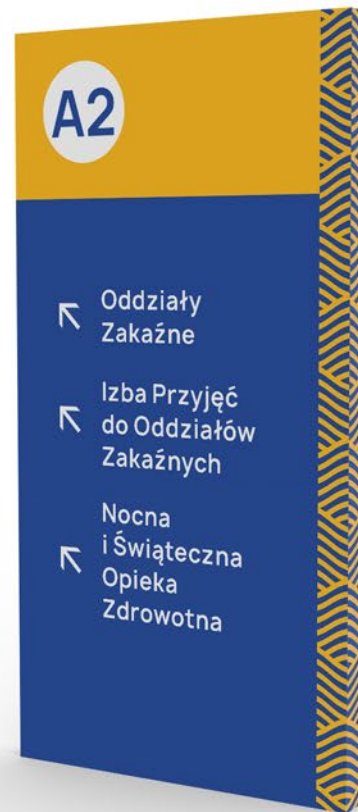 A2
Oddziały
Zakaźne
Izba Przyjęć
do Oddziałów
Zakaźnych
Nocna
i Świąteczna
Opieka
Zdrowotna